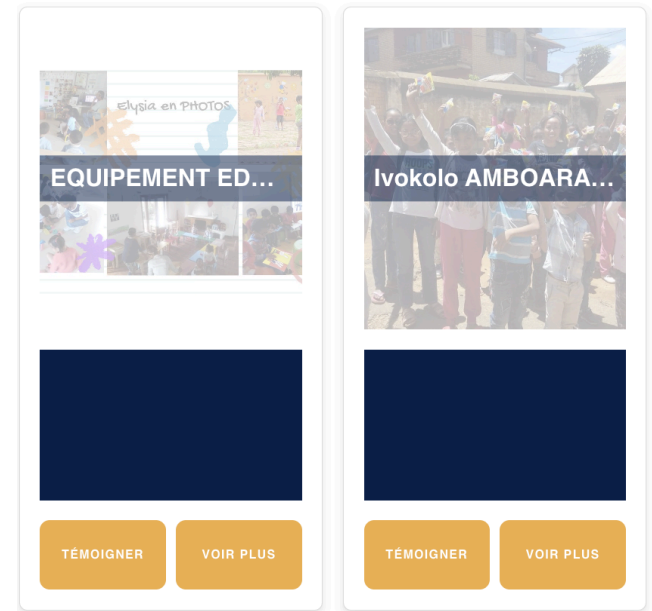 Elysia en PHOTOS
EQUIPEMENT ED...
TÉMOIGNER
VOIR PLUS
Ivokolo AMBOARA...
TÉMOIGNER
VOIR PLUS